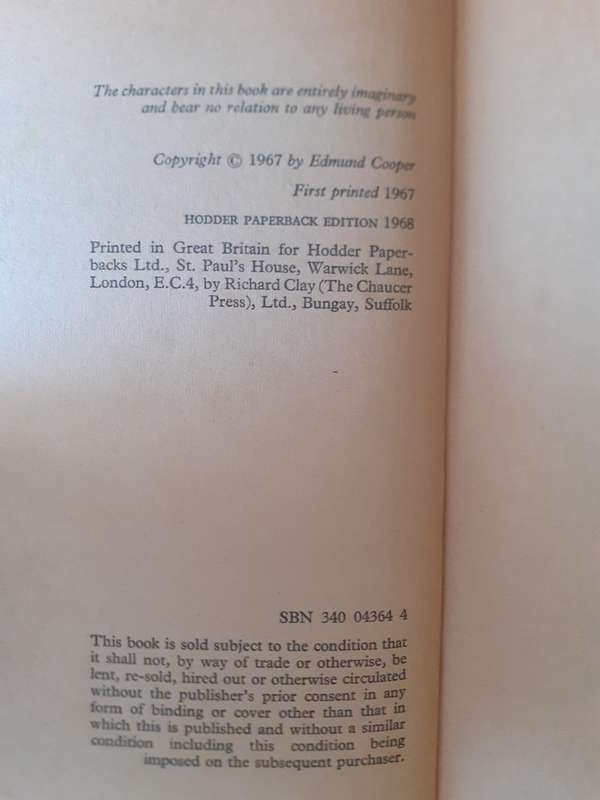 The characters in this book are entirely imaginary
and bear no relation to any living person
Copyright © 1967 by Edmund Cooper
First printed 1967
HODDER PAPERBACK EDITION 1968
Printed in Great Britain for Hodder Paper-
backs Ltd., St. Paul's House, Warwick Lane,
London, E.C.4, by Richard Clay (The Chaucer
Press), Ltd., Bungay, Suffolk
SBN 340 04364 4
This book is sold subject to the condition that
it shall not, by way of trade or otherwise, be
lent, re-sold, hired out or otherwise circulated
without the publisher's prior consent in any
form of binding or cover other than that in
which this is published and without a similar
condition including this condition being
imposed on the subsequent purchaser.